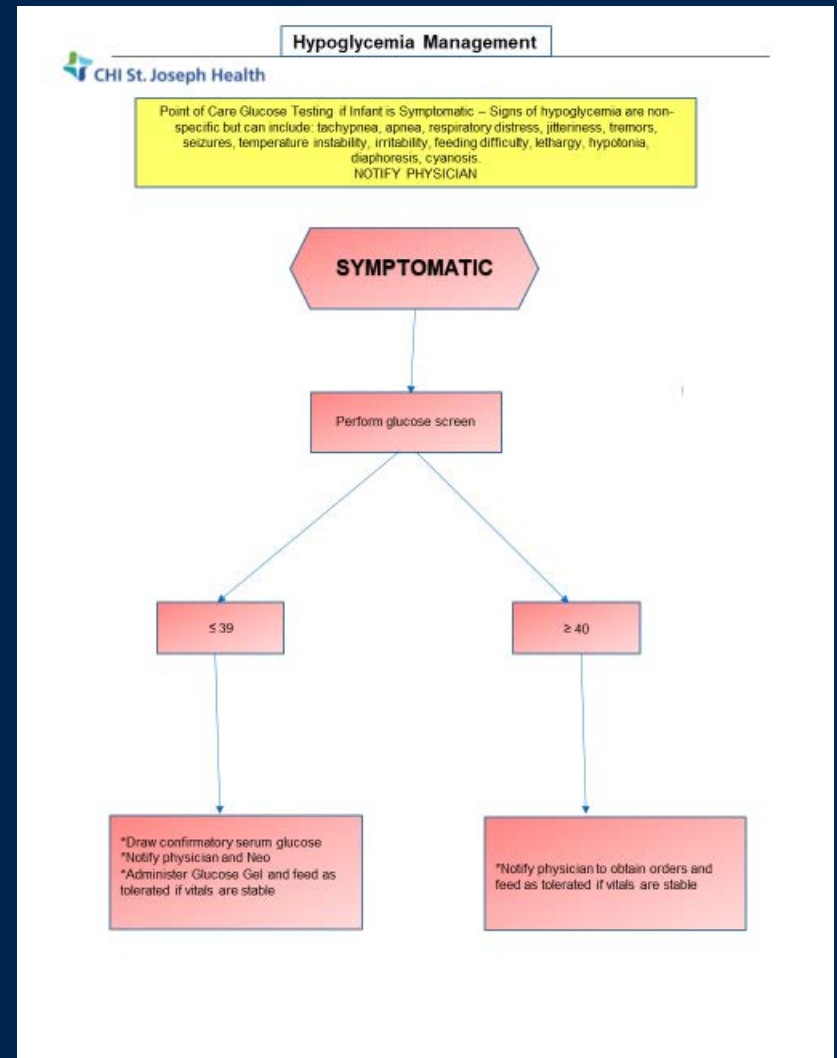 Hypoglycemia Management
CHI St. Joseph Health
Point of Care Glucose Testing if Infant is Symptomatic – Signs of hypoglycemia are non-
specific but can include: tachypnea, apnea, respiratory distress, jitteriness, tremors,
seizures, temperature instability, irritability, feeding difficulty, lethargy, hypotonia,
diaphoresis, cyanosis.
NOTIFY PHYSICIAN
SYMPTOMATIC
Perform glucose screen
≤ 39
≥ 40
*Draw confirmatory serum glucose
*Notify physician and Neo
*Administer Glucose Gel and feed as
tolerated if vitals are stable
*Notify physician to obtain orders and
feed as tolerated if vitals are stable